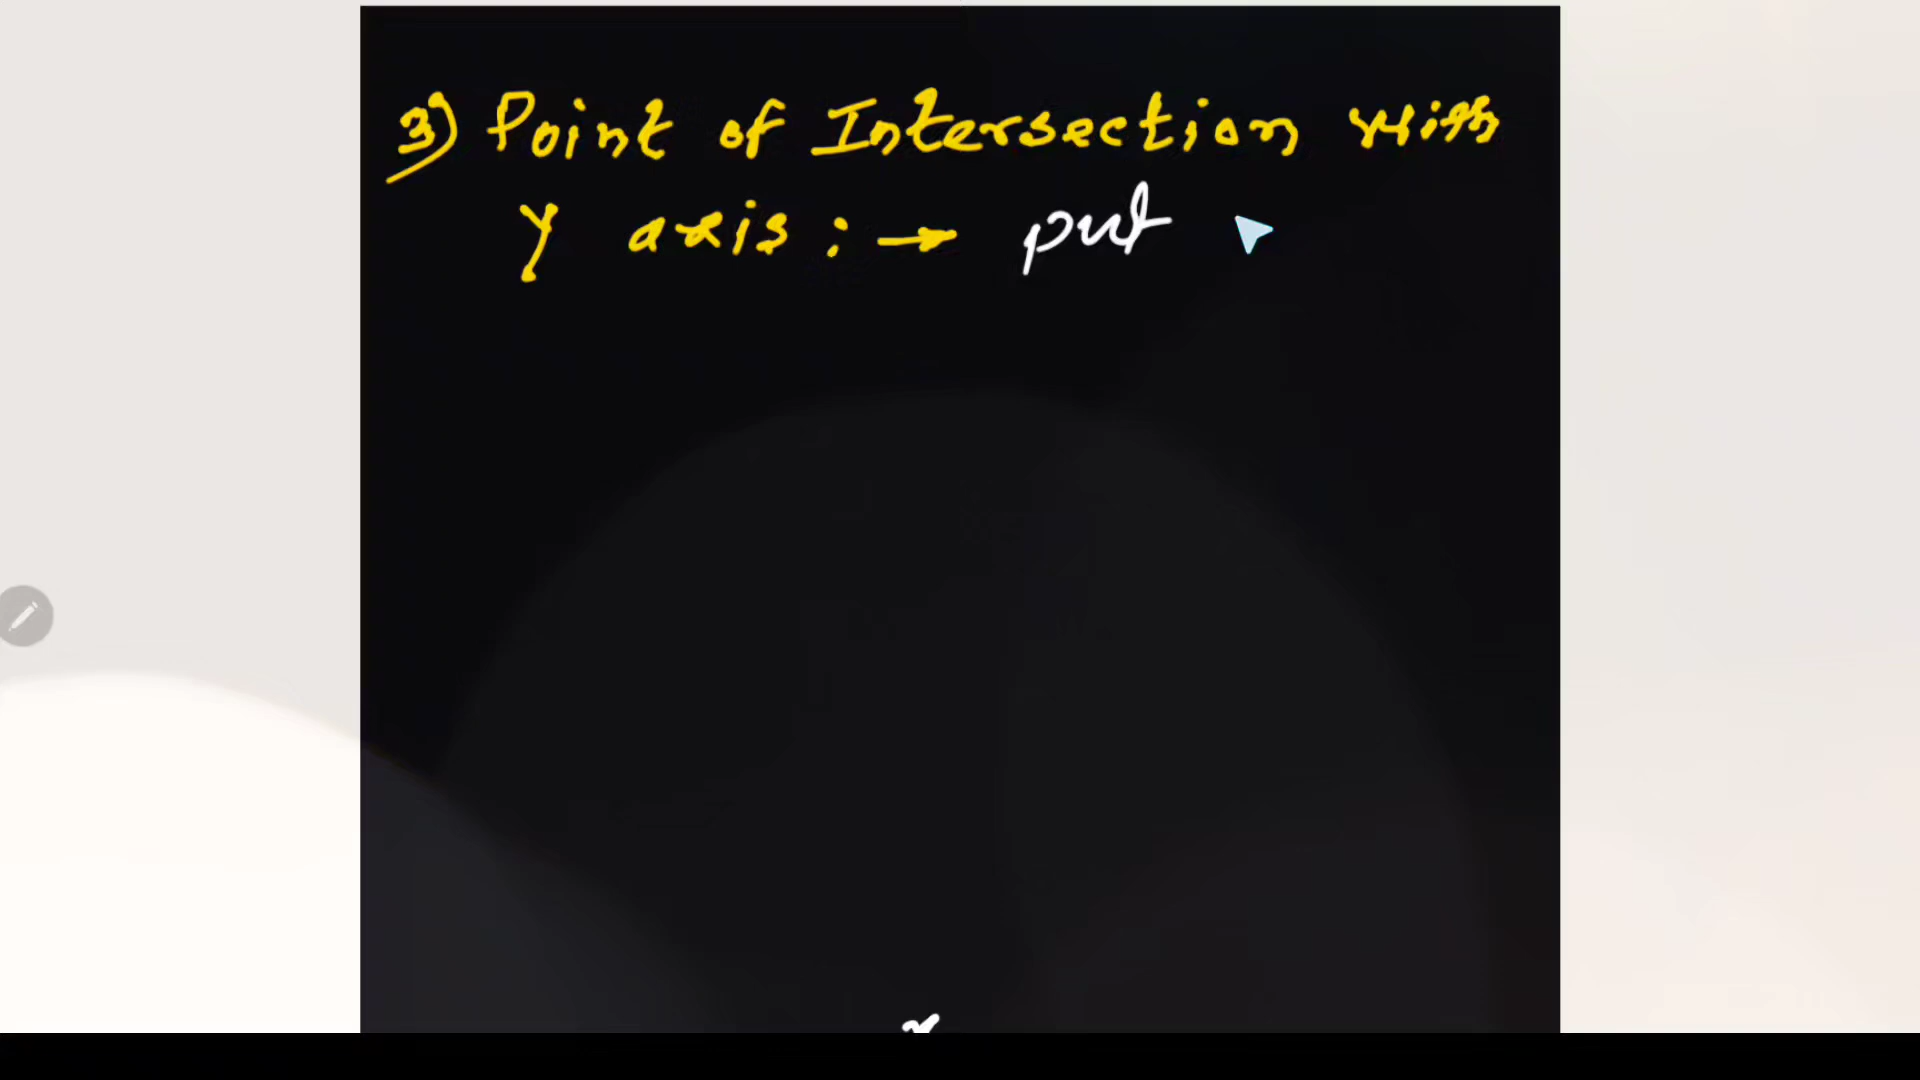 3) Point of Intersection with
Y axis : → put
x